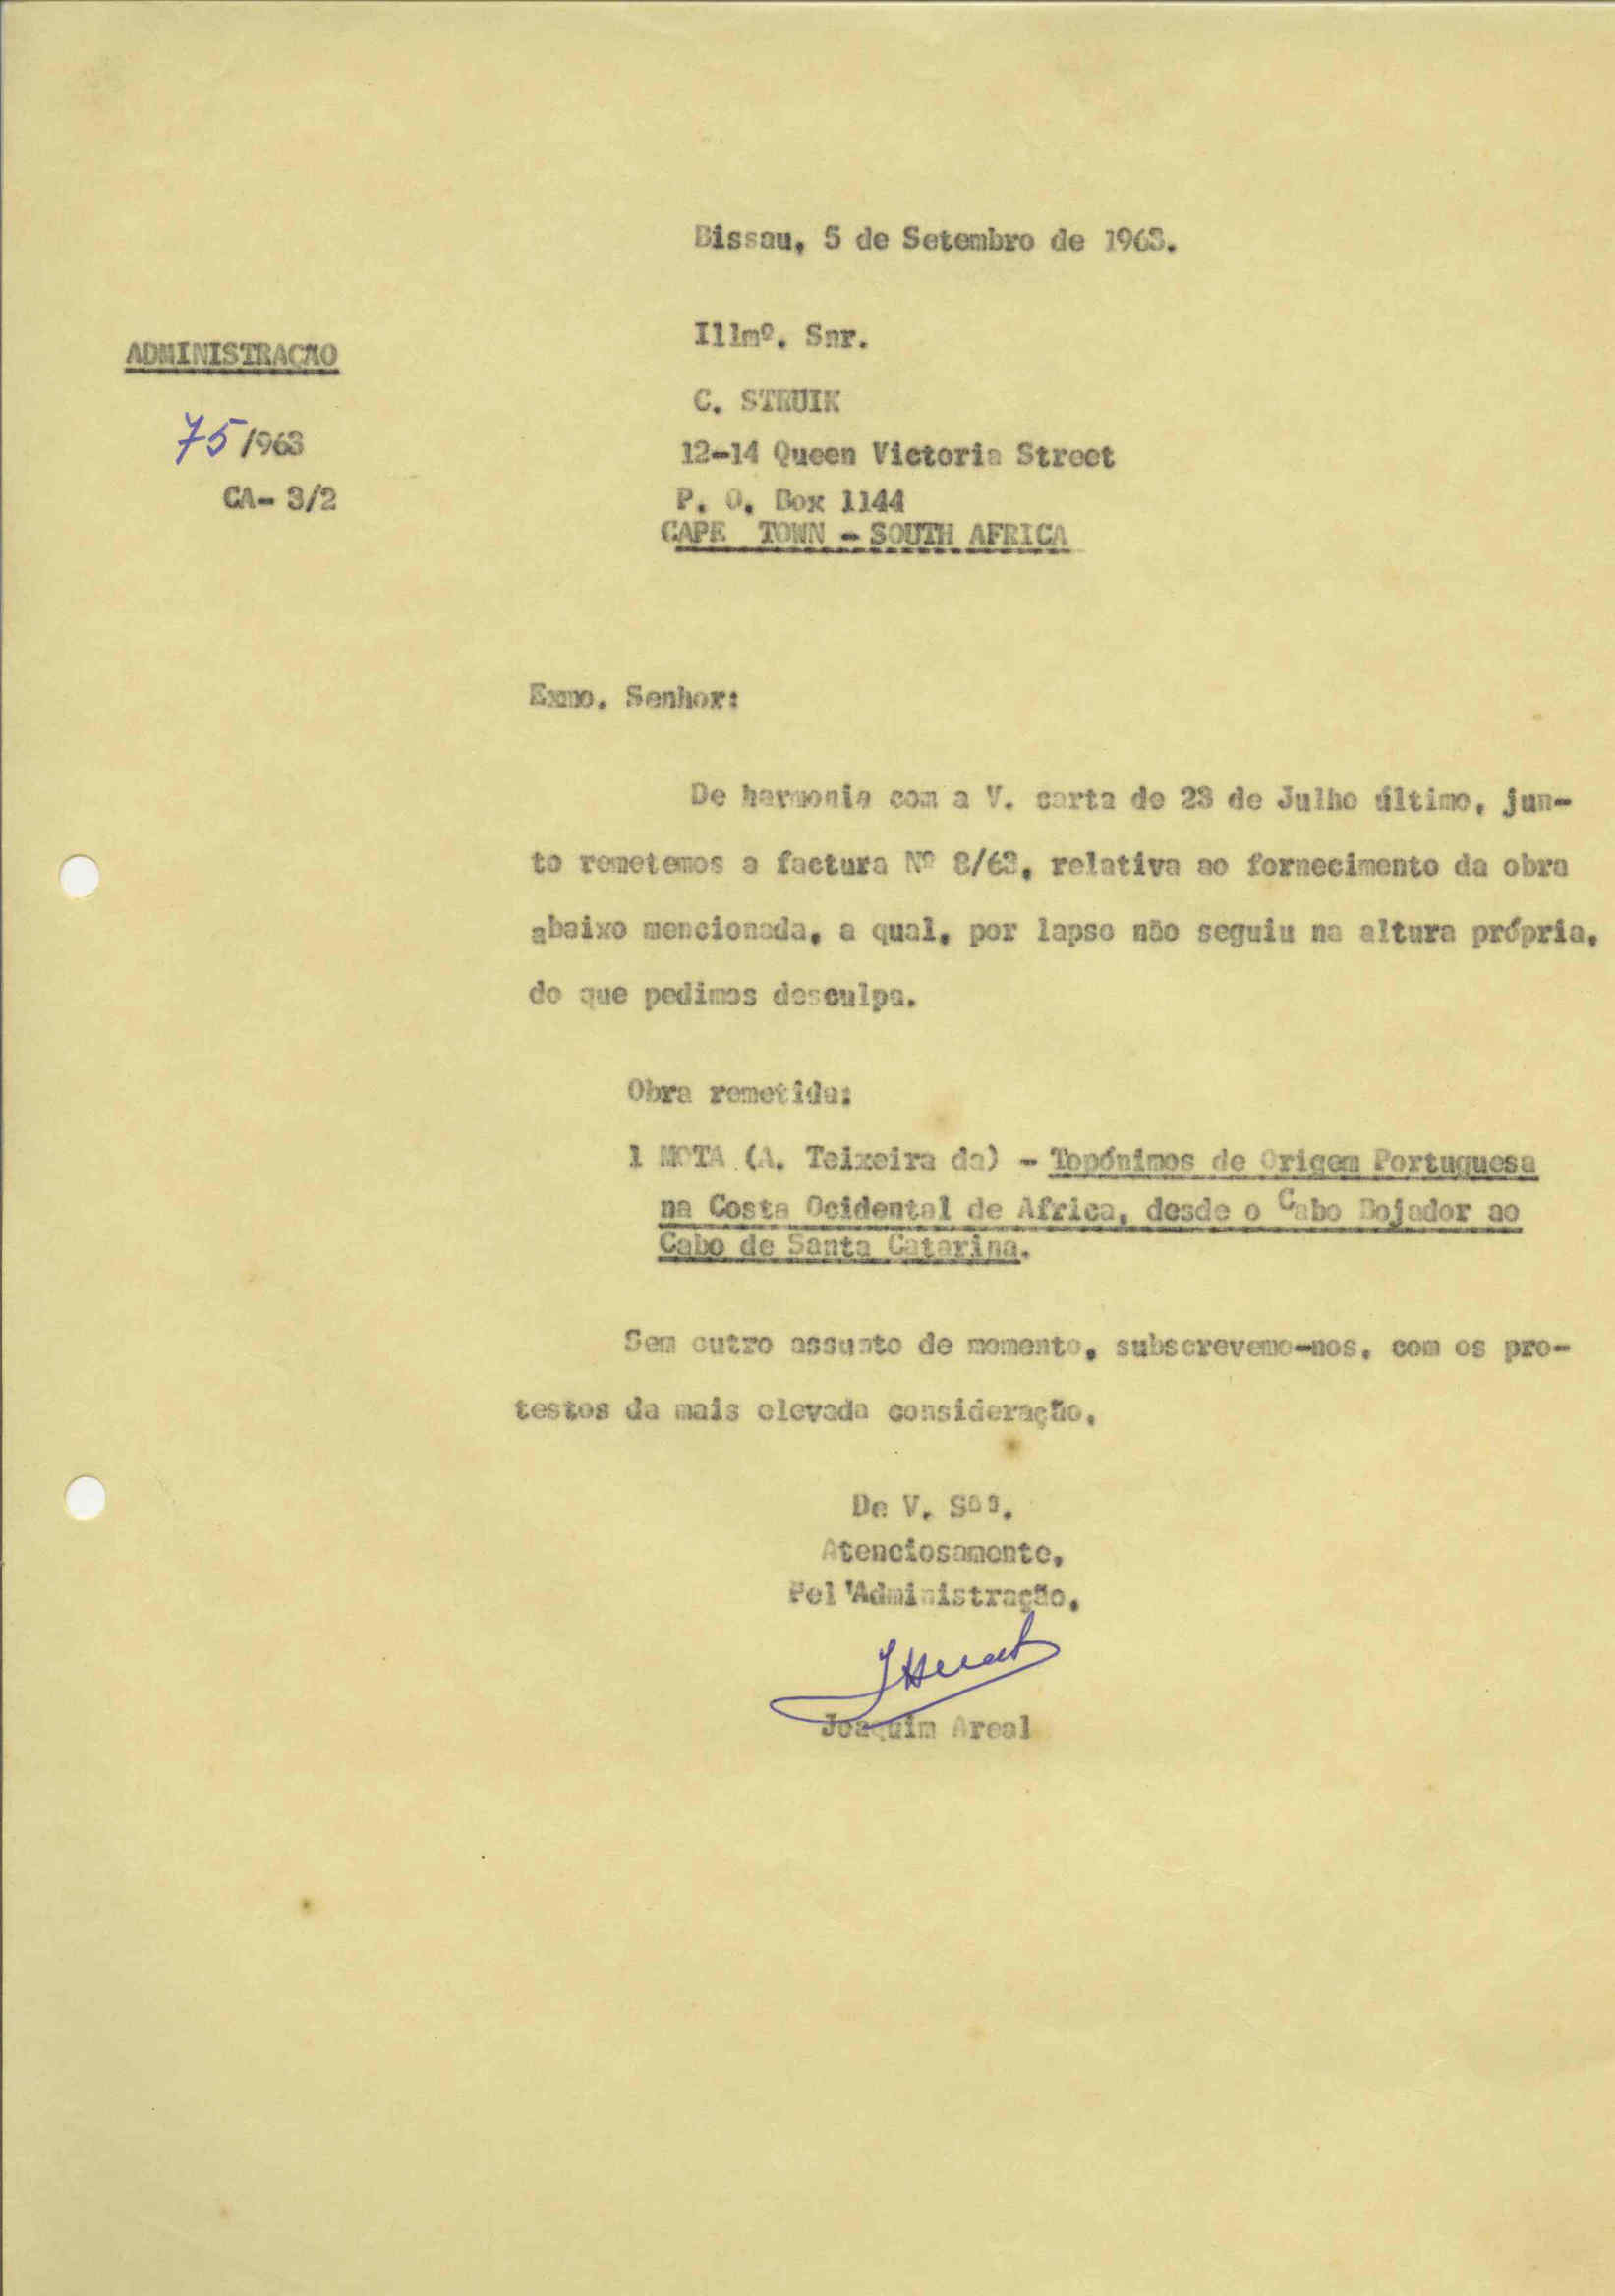 Bissau, 5 de Setembro de 1963.
ADMINISTRAÇÃO
75/963
CA- 3/2
Illmº. Snr.
C. STRUIK
12-14 Queen Victoria Street
P. O. Box 1144
CAPE TOWN - SOUTH AFRICA
Exmo. Senhor:
De harmonia com a V. carta de 23 de Julho último, jun-
to remetemos a factura Nº 8/63, relativa ao fornecimento da obra
abaixo mencionada, a qual, por lapso não seguiu na altura própria,
do que pedimos desculpa.
Obra remetida:
1 MOTA (A. Teixeira da) - Topónimos de Origem Portuguesa
na Costa Ocidental de Africa, desde o Cabo Bojador ao
Cabo de Santa Catarina.
Sem outro assunto de momento, subscrevemo-nos, com os pro-
testos da mais elevada consideração.
De V. Sªs.
Atenciosamente,
Pel'Administração,
Joaquim Areal